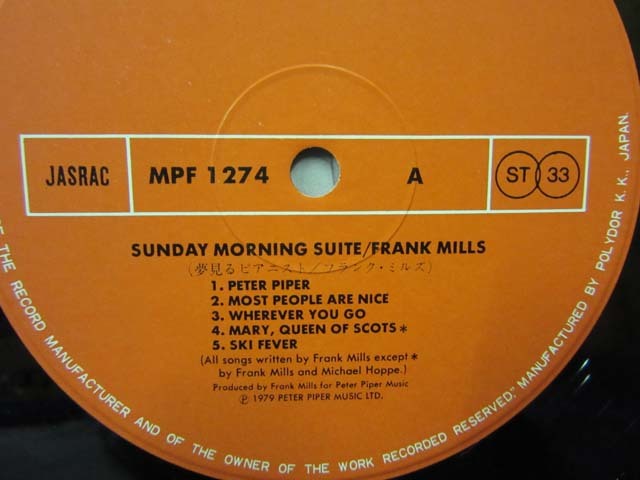 JASRAC
MPF 1274
A
ST 33
SUNDAY MORNING SUITE/FRANK MILLS
(夢見るピアニスト/フランク・ミルズ)
1. PETER PIPER
2. MOST PEOPLE ARE NICE
3. WHEREVER YOU GO
4. MARY, QUEEN OF SCOTS*
5. SKI FEVER
(All songs written by Frank Mills except*
by Frank Mills and Michael Hoppe.)
Produced by Frank Mills for Peter Piper Music
Ⓟ 1979 PETER PIPER MUSIC LTD.
OF THE RECORD MANUFACTURER AND OF THE OWNER OF THE WORK RECORDED RESERVED," MANUFACTURED BY POLYDOR K. K., JAPAN.